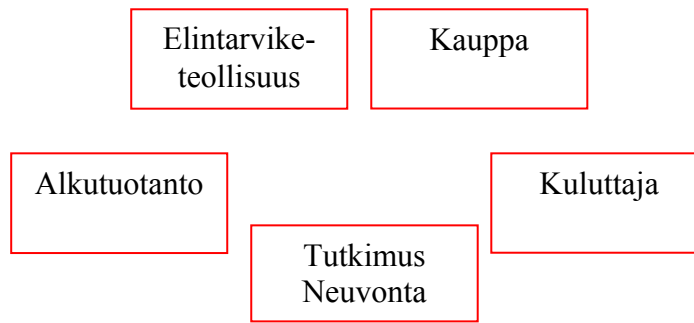 Elintarvike-
teollisuus
Kauppa
Alkutuotanto
Kuluttaja
Tutkimus
Neuvonta